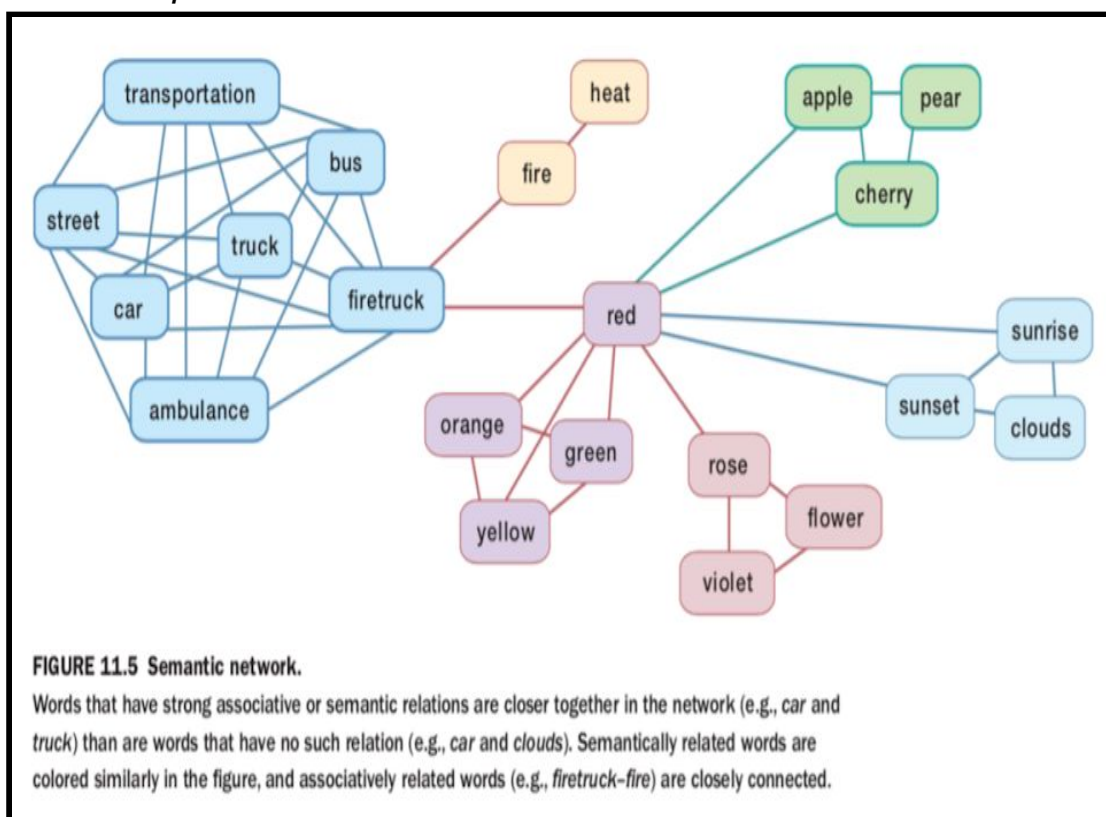 transportation
heat
apple
pear
bus
fire
cherry
street
truck
firetruck
car
red
sunrise
ambulance
orange
sunset
clouds
green
rose
flower
yellow
violet
FIGURE 11.5 Semantic network.
Words that have strong associative or semantic relations are closer together in the network (e.g., car and
truck) than are words that have no such relation (e.g., car and clouds). Semantically related words are
colored similarly in the figure, and associatively related words (e.g., firetruck–fire) are closely connected.